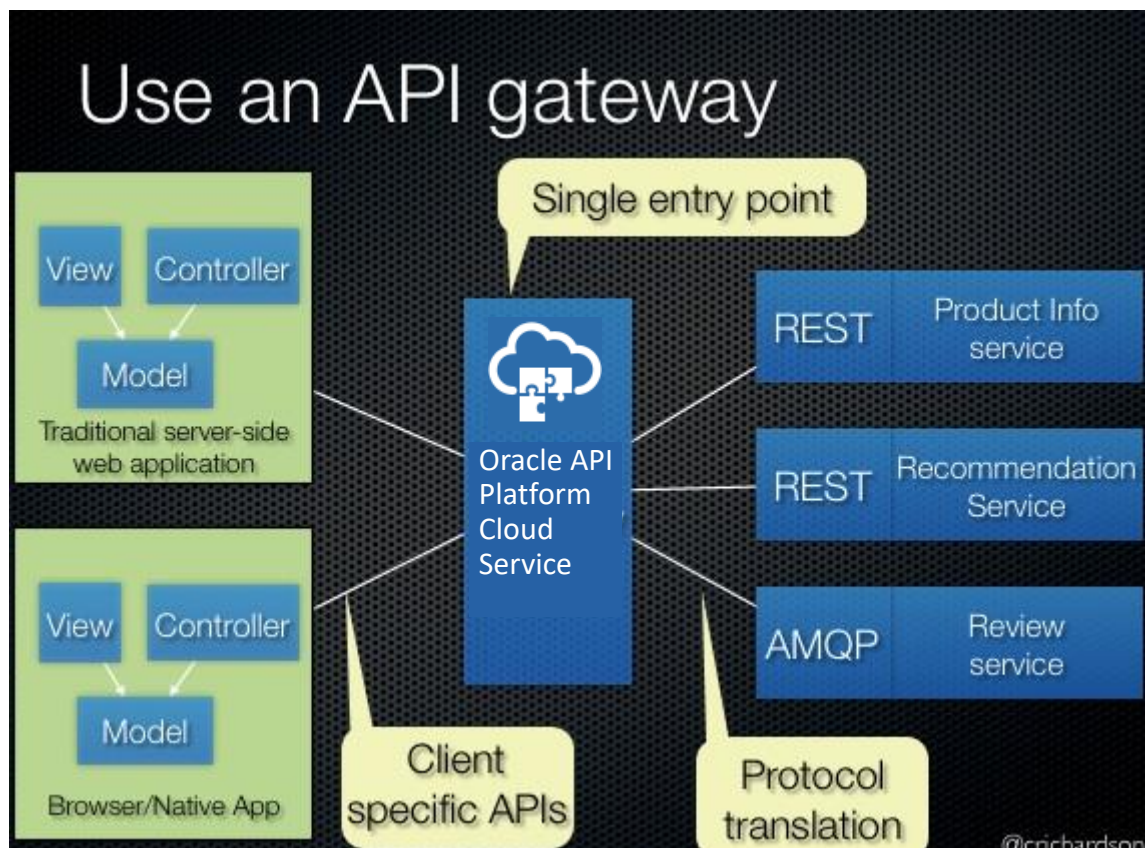 Use an API gateway
Single entry point
View
Controller
Model
Traditional server-side
web application
Oracle API
Platform
Cloud
Service
REST
Product Info
service
REST
Recommendation
Service
View
Controller
Model
Browser/Native App
AMQP
Review
service
Client
specific APIs
Protocol
translation
@crichardson